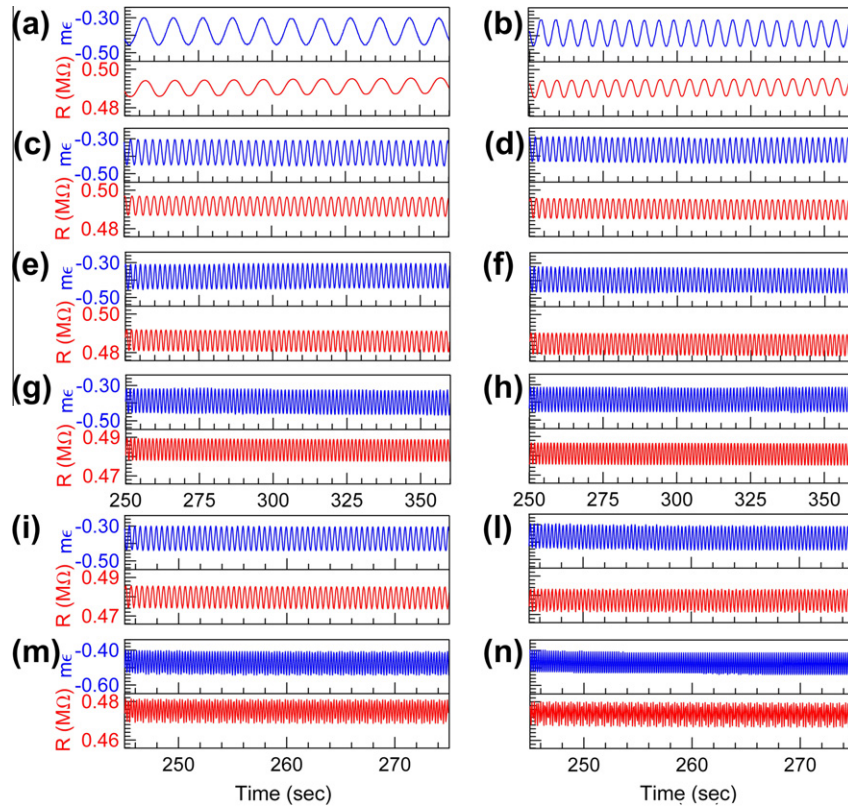 (a) mε -0.30 -0.50
R (MΩ) 0.50 0.48
(b)
(c) mε -0.30 -0.50
R (MΩ) 0.50 0.48
(d)
(e) mε -0.30 -0.50
R (MΩ) 0.50 0.48
(f)
(g) mε -0.30 -0.50
R (MΩ) 0.49 0.47
(h)
250 275 300 325 350
250 275 300 325 350
(i) mε -0.30 -0.50
R (MΩ) 0.49 0.47
(l)
(m) mε -0.40 -0.60
R (MΩ) 0.48 0.46
(n)
250 260 270
250 260 270
Time (sec)
Time (sec)